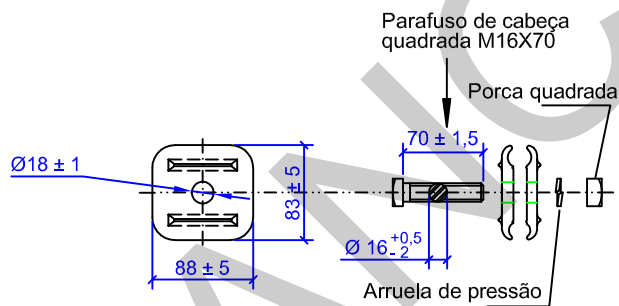 Parafuso de cabeça
quadrada M16X70
Porca quadrada
70 ± 1,5
Ø18 ± 1
83 ± 5
Ø 16 +0,5 -2
88 ± 5
Arruela de pressão